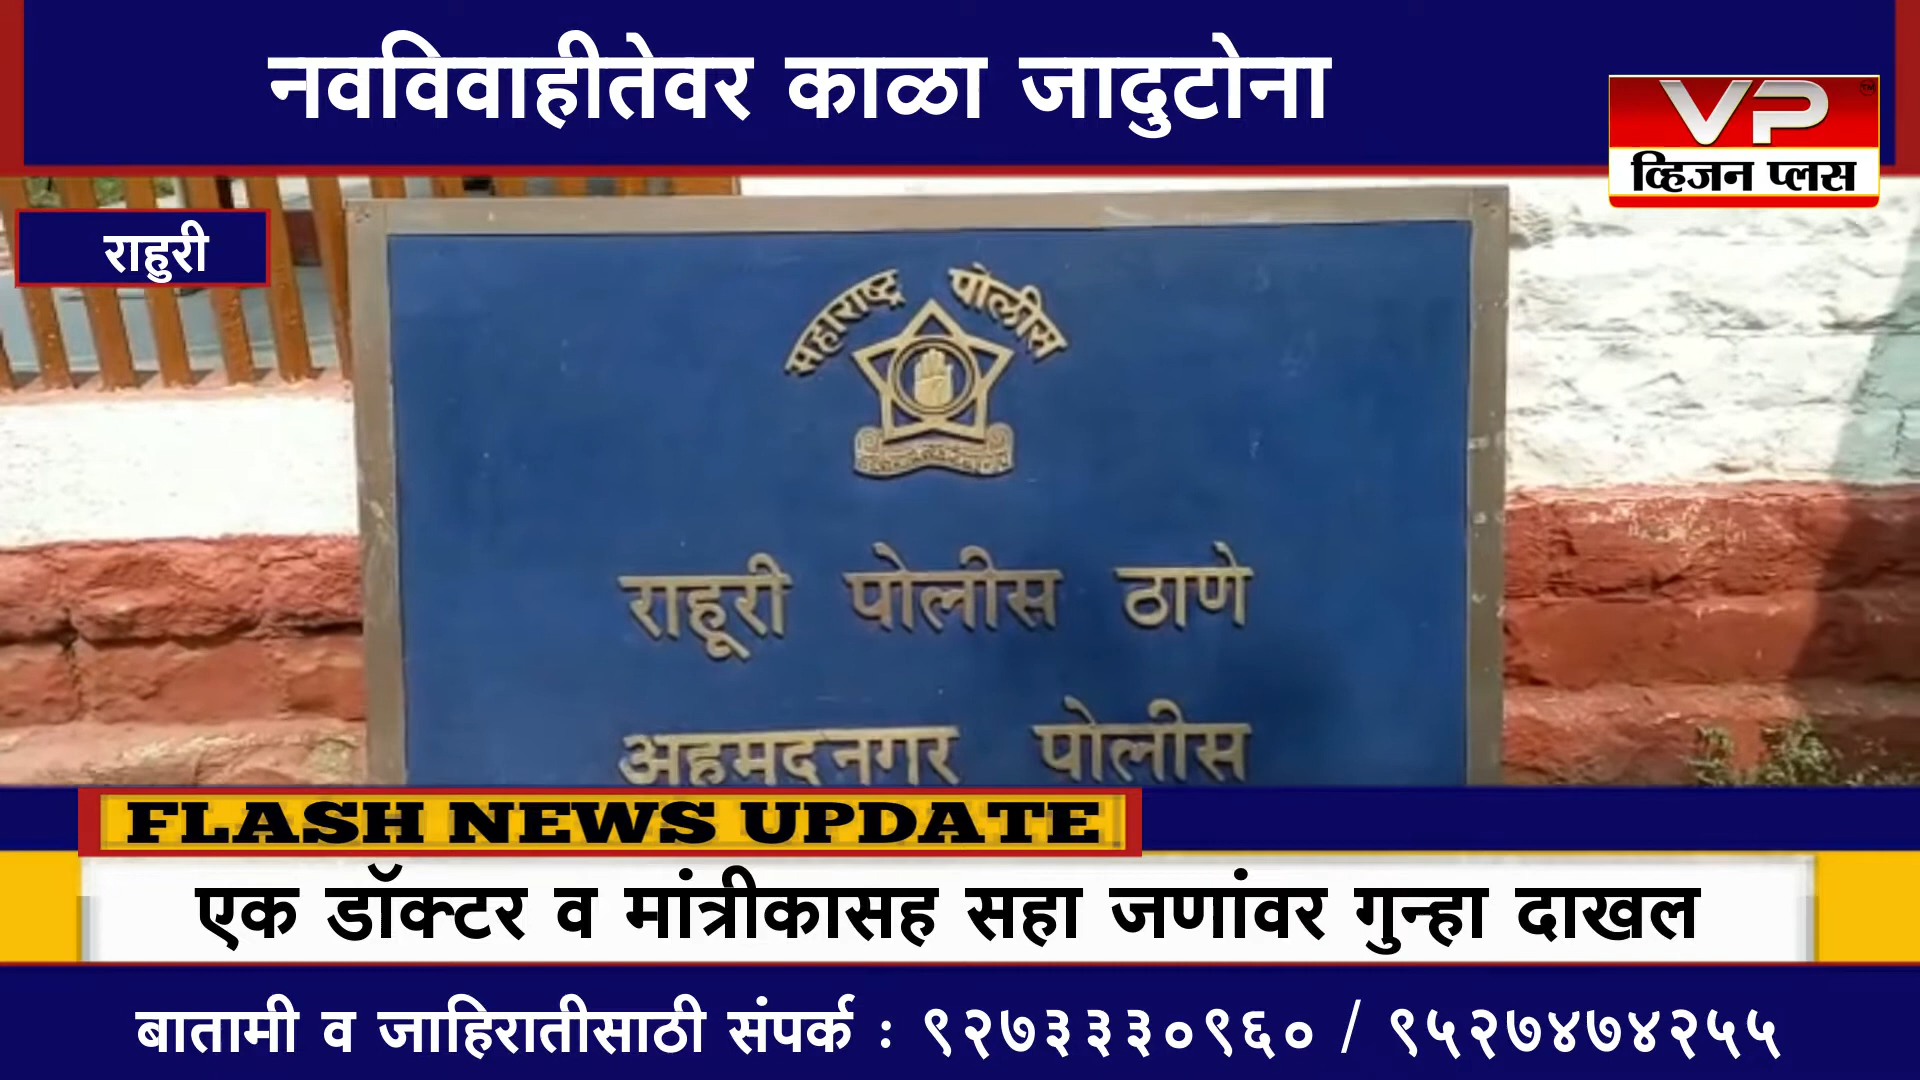 नवविवाहीतेवर काळा जादुटोना
VP
TM
व्हिजन प्लस
राहुरी
महाराष्ट्र पोलीस
राहूरी पोलीस ठाणे
अहमदनगर पोलीस
FLASH NEWS UPDATE
एक डॉक्टर व मांत्रीकासह सहा जणांवर गुन्हा दाखल
बातामी व जाहिरातीसाठी संपर्क : ९२७३३३०९६० / ९५२७४७४२५५